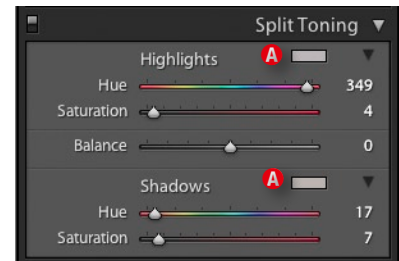 Split Toning
Highlights A
Hue 349
Saturation 4
Balance 0
Shadows A
Hue 17
Saturation 7